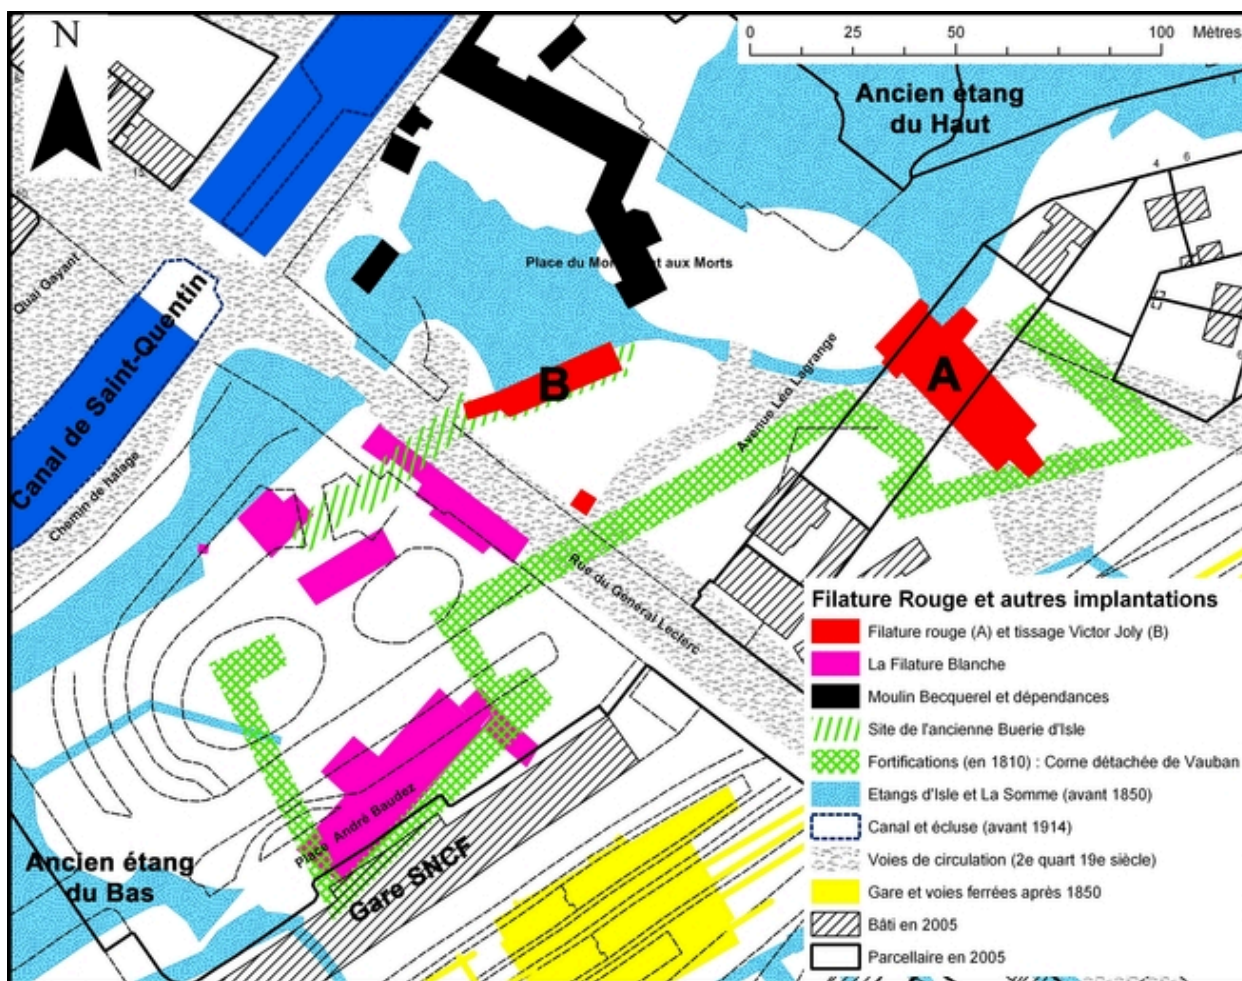 N
0 25 50 100 Mètres
Ancien étang
du Haut
4 6
Place du Mon t aux Morts
Quai Gayant
Canal de Saint-Quentin
Chemin de halage
A
B
Avenue Léo Lagrange
Rue du Général Leclerc
Place André Baudez
Gare SNCF
Ancien étang
du Bas
Filature Rouge et autres implantations
Filature rouge (A) et tissage Victor Joly (B)
La Filature Blanche
Moulin Becquerel et dépendances
Site de l'ancienne Buerie d'Isle
Fortifications (en 1810) : Corne détachée de Vauban
Etangs d'Isle et La Somme (avant 1850)
Canal et écluse (avant 1914)
Voies de circulation (2e quart 19e siècle)
Gare et voies ferrées après 1850
Bâti en 2005
Parcellaire en 2005